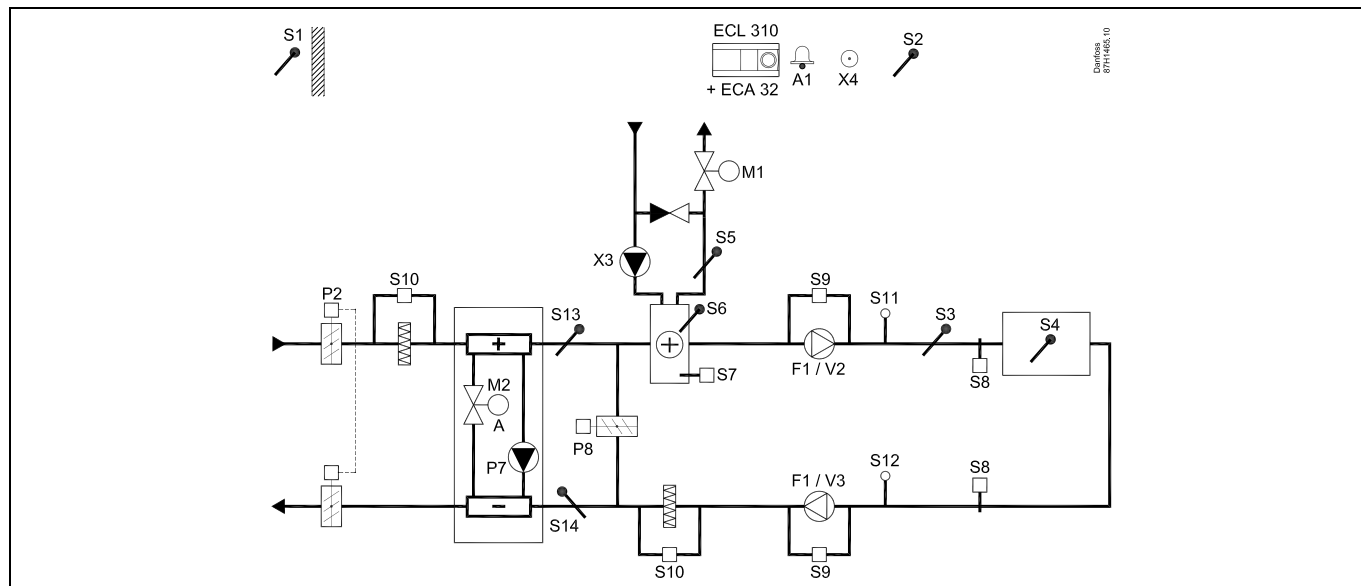 S1
ECL 310
+ ECA 32
A1
X4
S2
Danfoss
87H1465.10
M1
S5
X3
S10
P2
S13
S6
S9
S11
S3
S4
+
+
F1 / V2
S7
S8
M2
A
P8
P7
F1 / V3
S12
S8
−
S14
S10
S9